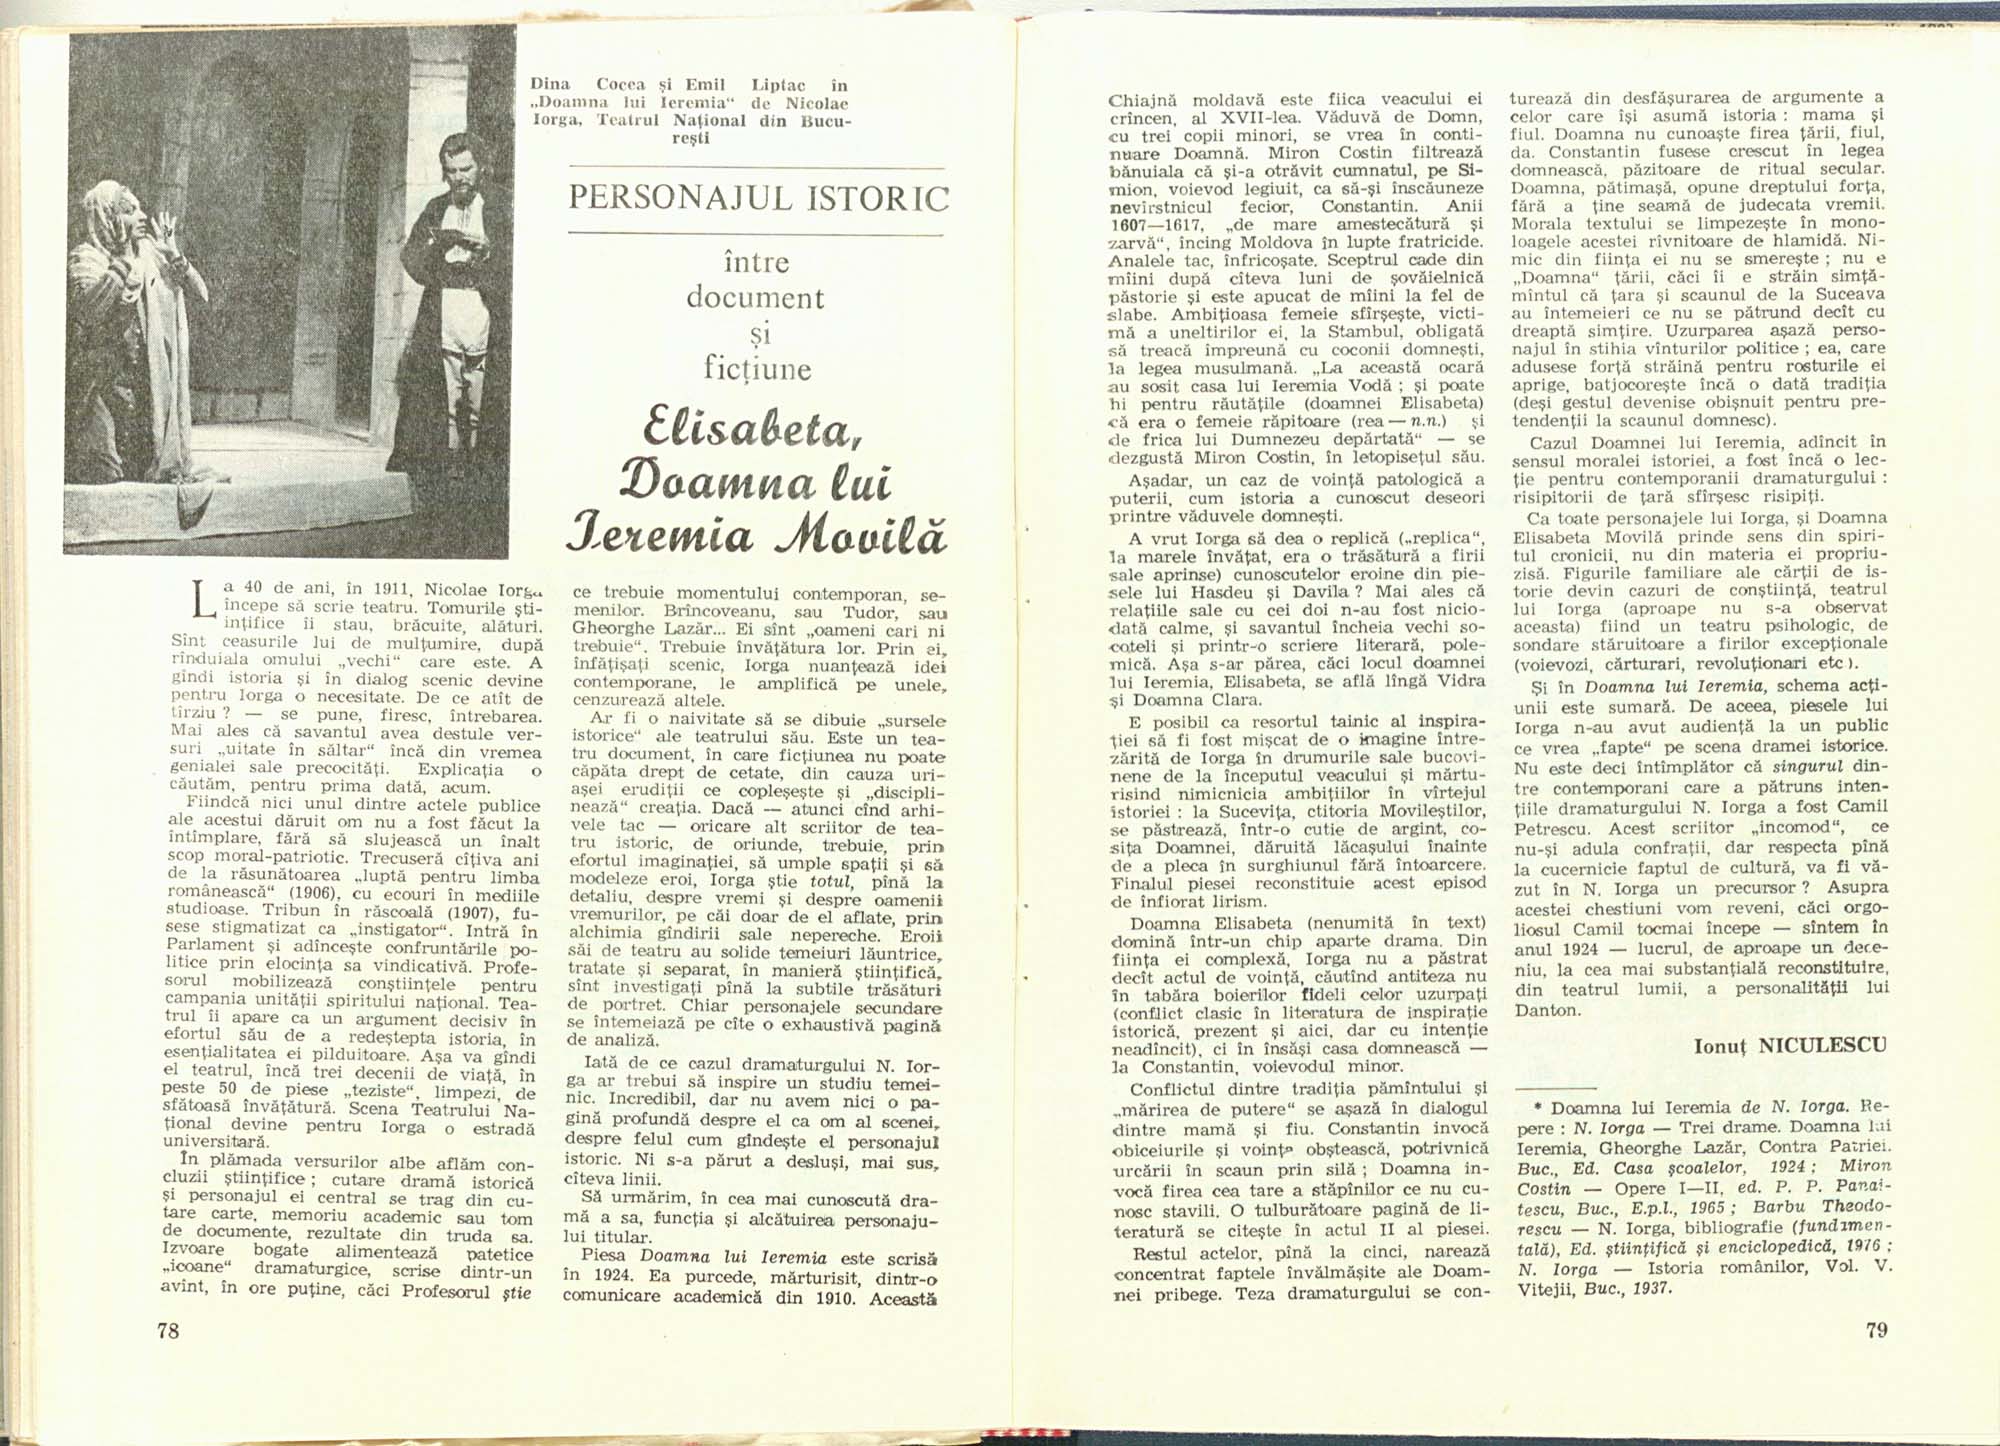 Dina Cocea și Emil Liptac în
„Doamna lui Ieremia“ de Nicolae
Iorga, Teatrul Național din Bucu-
rești
PERSONAJUL ISTORIC
între
document
și
ficțiune
Elisabeta,
Doamna lui
Ieremia Movilă
La 40 de ani, în 1911, Nicolae Iorga
începe să scrie teatru. Tomurile ști-
ințifice îi stau, brăcuite, alături.
Sînt ceasurile lui de mulțumire, după
rînduiala omului „vechi“ care este. A
gîndi istoria și în dialog scenic devine
pentru Iorga o necesitate. De ce atît de
tîrziu ? — se pune, firesc, întrebarea.
Mai ales că savantul avea destule ver-
suri „uitate în săltar“ încă din vremea
genialei sale precocități. Explicația o
căutăm, pentru prima dată, acum.
Fiindcă nici unul dintre actele publice
ale acestui dăruit om nu a fost făcut la
întîmplare, fără să slujească un înalt
scop moral-patriotic. Trecuseră cîțiva ani
de la răsunătoarea „luptă pentru limba
românească“ (1906), cu ecouri în mediile
studioase. Tribun în răscoală (1907), fu-
sese stigmatizat ca „instigator“. Intră în
Parlament și adîncește confruntările po-
litice prin elocința sa vindicativă. Profe-
sorul mobilizează conștiințele pentru
campania unității spiritului național. Tea-
trul îi apare ca un argument decisiv în
efortul său de a redeștepta istoria, în
esențialitatea ei pilduitoare. Așa va gîndi
el teatrul, încă trei decenii de viață, în
peste 50 de piese „teziste“, limpezi, de
sfătoasă învățătură. Scena Teatrului Na-
țional devine pentru Iorga o estradă
universitară.
În plămada versurilor albe aflăm con-
cluzii științifice ; cutare dramă istorică
și personajul ei central se trag din cu-
tare carte, memoriu academic sau tom
de documente, rezultate din truda sa.
Izvoare bogate alimentează patetice
„icoane“ dramaturgice, scrise dintr-un
avînt, în ore puține, căci Profesorul știe
78
ce trebuie momentului contemporan, se-
menilor. Brîncoveanu, sau Tudor, sau
Gheorghe Lazăr... Ei sînt „oameni cari ni
trebuie“. Trebuie învățătura lor. Prin ei,
înfățișați scenic, Iorga nuanțează idei
contemporane, le amplifică pe unele,
cenzurează altele.
Ar fi o naivitate să se dibuie „sursele
istorice“ ale teatrului său. Este un tea-
tru document, în care ficțiunea nu poate
căpăta drept de cetate, din cauza uri-
așei erudiții ce copleșește și „discipli-
nează“ creația. Dacă — atunci cînd arhi-
vele tac — oricare alt scriitor de tea-
tru istoric, de oriunde, trebuie, prin
efortul imaginației, să umple spații și să
modeleze eroi, Iorga știe totul, pînă la
detaliu, despre vremi și despre oamenii
vremurilor, pe căi doar de el aflate, prin
alchimia gîndirii sale nepereche. Eroii
săi de teatru au solide temeiuri lăuntrice,
tratate și separat, în manieră științifică,
sînt investigați pînă la subtile trăsături
de portret. Chiar personajele secundare
se întemeiază pe cîte o exhaustivă pagină
de analiză.
Iată de ce cazul dramaturgului N. Ior-
ga ar trebui să inspire un studiu temei-
nic. Incredibil, dar nu avem nici o pa-
gină profundă despre el ca om al scenei,
despre felul cum gîndește el personajul
istoric. Ni s-a părut a desluși, mai sus,
cîteva linii.
Să urmărim, în cea mai cunoscută dra-
mă a sa, funcția și alcătuirea personaju-
lui titular.
Piesa Doamna lui Ieremia este scrisă
în 1924. Ea purcede, mărturisit, dintr-o
comunicare academică din 1910. Această
Chiajnă moldavă este fiica veacului ei
crîncen, al XVII-lea. Văduvă de Domn,
cu trei copii minori, se vrea în conti-
nuare Doamnă. Miron Costin filtrează
bănuiala că și-a otrăvit cumnatul, pe Si-
mion, voievod legiuit, ca să-și înscăuneze
nevîrstnicul fecior, Constantin. Anii
1607—1617, „de mare amestecătură și
zarvă“, încing Moldova în lupte fratricide.
Analele tac, înfricoșate. Sceptrul cade din
mîini după cîteva luni de șovăielnică
păstorie și este apucat de mîini la fel de
slabe. Ambițioasa femeie sfîrșește, victi-
mă a uneltirilor ei, la Stambul, obligată
să treacă împreună cu coconii domnești,
la legea musulmană. „La această ocară
au sosit casa lui Ieremia Vodă ; și poate
hi pentru răutățile (doamnei Elisabeta)
că era o femeie răpitoare (rea — n.n.) și
de frica lui Dumnezeu depărtată“ — se
dezgustă Miron Costin, în letopisețul său.
Așadar, un caz de voință patologică a
puterii, cum istoria a cunoscut deseori
printre văduvele domnești.
A vrut Iorga să dea o replică („replica“,
la marele învățat, era o trăsătură a firii
sale aprinse) cunoscutelor eroine din pie-
sele lui Hasdeu și Davila ? Mai ales că
relațiile sale cu cei doi n-au fost nicio-
dată calme, și savantul încheia vechi so-
coteli și printr-o scriere literară, pole-
mică. Așa s-ar părea, căci locul doamnei
lui Ieremia, Elisabeta, se află lîngă Vidra
și Doamna Clara.
E posibil ca resortul tainic al inspira-
ției să fi fost mișcat de o imagine între-
zărită de Iorga în drumurile sale bucovi-
nene de la începutul veacului și mărtu-
risind nimicnicia ambițiilor în vîrtejul
istoriei : la Sucevița, ctitoria Movileștilor,
se păstrează, într-o cutie de argint, co-
sița Doamnei, dăruită lăcașului înainte
de a pleca în surghiunul fără întoarcere.
Finalul piesei reconstituie acest episod
de înfiorat lirism.
Doamna Elisabeta (nenumită în text)
domină într-un chip aparte drama. Din
ființa ei complexă, Iorga nu a păstrat
decît actul de voință, căutînd antiteza nu
în tabăra boierilor fideli celor uzurpați
(conflict clasic în literatura de inspirație
istorică, prezent și aici, dar cu intenție
neadîncit), ci în însăși casa domnească —
la Constantin, voievodul minor.
Conflictul dintre tradiția pămîntului și
„mărirea de putere“ se așază în dialogul
dintre mamă și fiu. Constantin invocă
obiceiurile și voința obștească, potrivnică
urcării în scaun prin silă ; Doamna in-
vocă firea cea tare a stăpînilor ce nu cu-
nosc stavili. O tulburătoare pagină de li-
teratură se citește în actul II al piesei.
Restul actelor, pînă la cinci, narează
concentrat faptele învălmășite ale Doam-
nei pribege. Teza dramaturgului se con-
turează din desfășurarea de argumente a
celor care își asumă istoria : mama și
fiul. Doamna nu cunoaște firea țării, fiul,
da. Constantin fusese crescut în legea
domnească, păzitoare de ritual secular.
Doamna, pătimașă, opune dreptului forța,
fără a ține seamă de judecata vremii.
Morala textului se limpezește în mono-
loagele acestei rîvnitoare de hlamidă. Ni-
mic din ființa ei nu se smerește ; nu e
„Doamna“ țării, căci îi e străin simță-
mîntul că țara și scaunul de la Suceava
au întemeieri ce nu se pătrund decît cu
dreaptă simțire. Uzurparea așază perso-
najul în stihia vînturilor politice ; ea, care
adusese forță străină pentru rosturile ei
aprige, batjocorește încă o dată tradiția
(deși gestul devenise obișnuit pentru pre-
tendenții la scaunul domnesc).
Cazul Doamnei lui Ieremia, adîncit în
sensul moralei istoriei, a fost încă o lec-
ție pentru contemporanii dramaturgului :
risipitorii de țară sfîrșesc risipiți.
Ca toate personajele lui Iorga, și Doamna
Elisabeta Movilă prinde sens din spiri-
tul cronicii, nu din materia ei propriu-
zisă. Figurile familiare ale cărții de is-
torie devin cazuri de conștiință, teatrul
lui Iorga (aproape nu s-a observat
aceasta) fiind un teatru psihologic, de
sondare stăruitoare a firilor excepționale
(voievozi, cărturari, revoluționari etc ).
Și în Doamna lui Ieremia, schema acți-
unii este sumară. De aceea, piesele lui
Iorga n-au avut audiență la un public
ce vrea „fapte“ pe scena dramei istorice.
Nu este deci întîmplător că singurul din-
tre contemporani care a pătruns inten-
țiile dramaturgului N. Iorga a fost Camil
Petrescu. Acest scriitor „incomod“, ce
nu-și adula confrații, dar respecta pînă
la cucernicie faptul de cultură, va fi vă-
zut în N. Iorga un precursor ? Asupra
acestei chestiuni vom reveni, căci orgo-
liosul Camil tocmai începe — sîntem în
anul 1924 — lucrul, de aproape un dece-
niu, la cea mai substanțială reconstituire,
din teatrul lumii, a personalității lui
Danton.
Ionuț NICULESCU
* Doamna lui Ieremia de N. Iorga. Re-
pere : N. Iorga — Trei drame. Doamna lui
Ieremia, Gheorghe Lazăr, Contra Patriei.
Buc., Ed. Casa școalelor, 1924 ; Miron
Costin — Opere I—II, ed. P. P. Panai-
tescu, Buc., E.p.l., 1965 ; Barbu Theodo-
rescu — N. Iorga, bibliografie (fundamen-
tală), Ed. științifică și enciclopedică, 1976 ;
N. Iorga — Istoria românilor, Vol. V.
Vitejii, Buc., 1937.
79